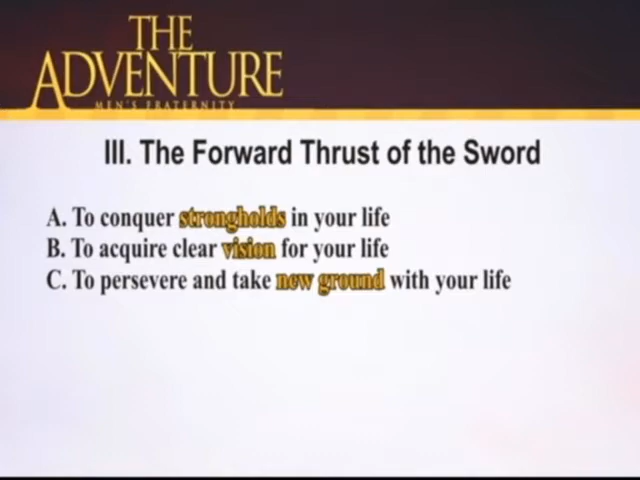 THE
ADVENTURE
MEN'S FRATERNITY
III. The Forward Thrust of the Sword
A. To conquer strongholds in your life
B. To acquire clear vision for your life
C. To persevere and take new ground with your life